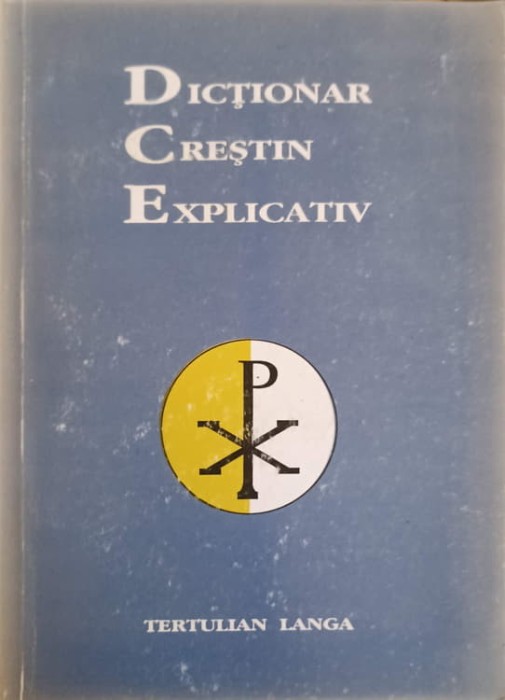 DICŢIONAR
CREŞTIN
EXPLICATIV
TERTULIAN LANGA